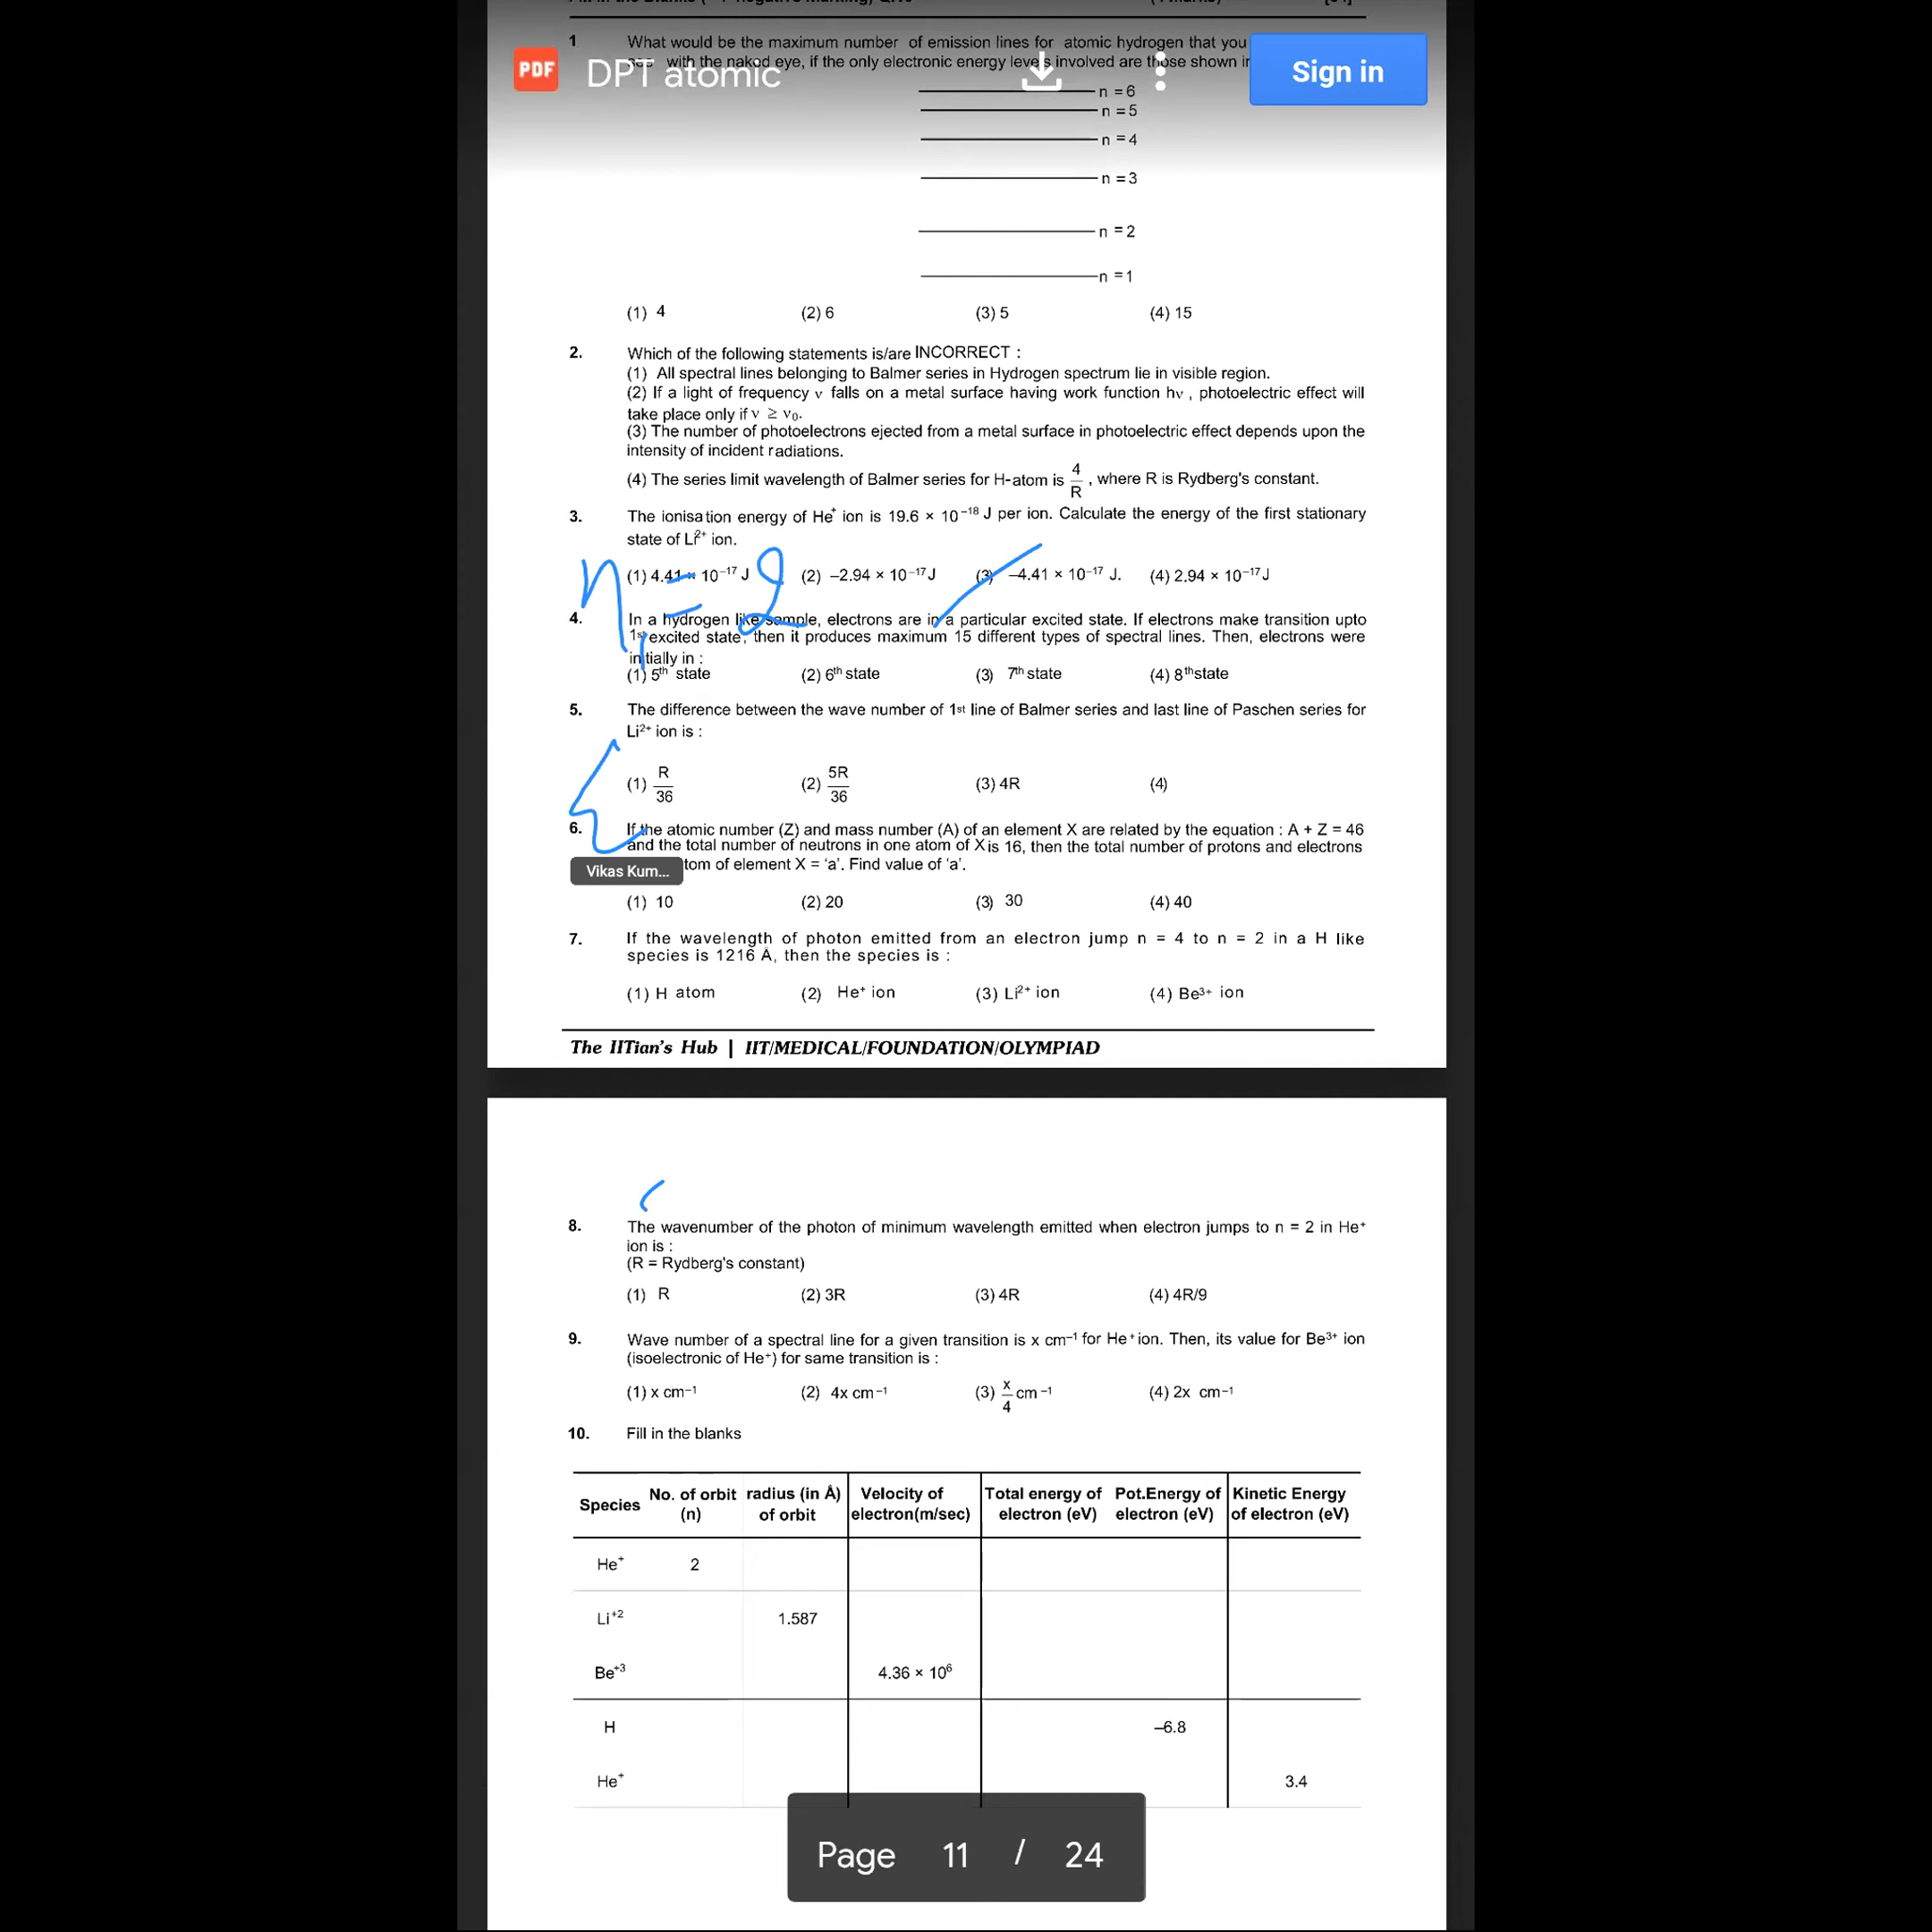 1 What would be the maximum number of emission lines for atomic hydrogen that you
with the naked eye, if the only electronic energy levels involved are those shown in
PDF DPT atomic Sign in
n = 6
n = 5
n = 4
n = 3
n = 2
n = 1
(1) 4 (2) 6 (3) 5 (4) 15
2. Which of the following statements is/are INCORRECT :
(1) All spectral lines belonging to Balmer series in Hydrogen spectrum lie in visible region.
(2) If a light of frequency ν falls on a metal surface having work function hν , photoelectric effect will
take place only if ν ≥ ν₀.
(3) The number of photoelectrons ejected from a metal surface in photoelectric effect depends upon the
intensity of incident radiations.
(4) The series limit wavelength of Balmer series for H-atom is 4/R , where R is Rydberg's constant.
3. The ionisation energy of He⁺ ion is 19.6 × 10⁻¹⁸ J per ion. Calculate the energy of the first stationary
state of Li²⁺ ion.
(1) 4.41 × 10⁻¹⁷ J (2) –2.94 × 10⁻¹⁷ J (3) –4.41 × 10⁻¹⁷ J. (4) 2.94 × 10⁻¹⁷ J
n₁ = 2
4. In a hydrogen like sample, electrons are in a particular excited state. If electrons make transition upto
1st excited state, then it produces maximum 15 different types of spectral lines. Then, electrons were
initially in :
(1) 5th state (2) 6th state (3) 7th state (4) 8th state
5. The difference between the wave number of 1st line of Balmer series and last line of Paschen series for
Li²⁺ ion is :
(1) R/36 (2) 5R/36 (3) 4R (4)
6. If the atomic number (Z) and mass number (A) of an element X are related by the equation : A + Z = 46
and the total number of neutrons in one atom of X is 16, then the total number of protons and electrons
Vikas Kum... tom of element X = 'a'. Find value of 'a'.
(1) 10 (2) 20 (3) 30 (4) 40
7. If the wavelength of photon emitted from an electron jump n = 4 to n = 2 in a H like
species is 1216 Å, then the species is :
(1) H atom (2) He⁺ ion (3) Li²⁺ ion (4) Be³⁺ ion
The IITian's Hub | IIT/MEDICAL/FOUNDATION/OLYMPIAD
8. The wavenumber of the photon of minimum wavelength emitted when electron jumps to n = 2 in He⁺
ion is :
(R = Rydberg's constant)
(1) R (2) 3R (3) 4R (4) 4R/9
9. Wave number of a spectral line for a given transition is x cm⁻¹ for He⁺ ion. Then, its value for Be³⁺ ion
(isoelectronic of He⁺) for same transition is :
(1) x cm⁻¹ (2) 4x cm⁻¹ (3) x/4 cm⁻¹ (4) 2x cm⁻¹
10. Fill in the blanks
Species No. of orbit (n) radius (in Å) of orbit Velocity of electron(m/sec) Total energy of electron (eV) Pot.Energy of electron (eV) Kinetic Energy of electron (eV)
He⁺ 2
Li⁺² 1.587
Be⁺³ 4.36 × 10⁶
H –6.8
He⁺ 3.4
Page 11 / 24